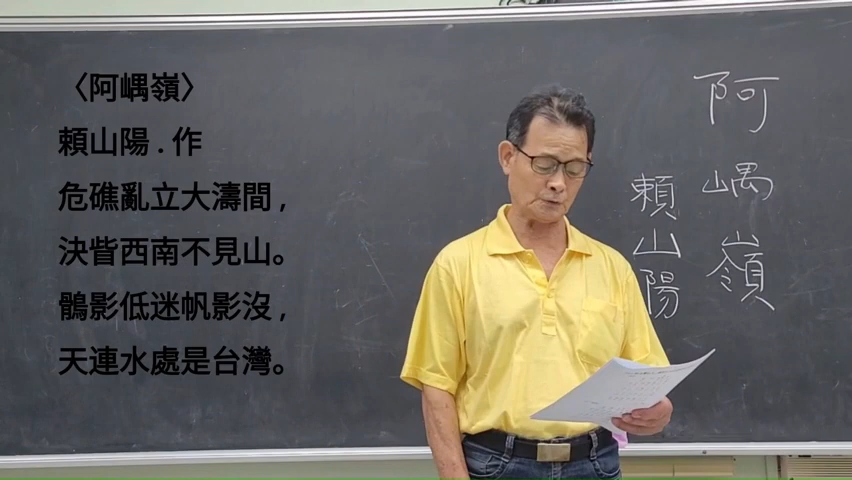 〈阿嵎嶺〉
賴山陽 . 作
危礁亂立大濤間 ,
決眥西南不見山。
鶻影低迷帆影沒 ,
天連水處是台灣。
阿嵎嶺
賴山陽